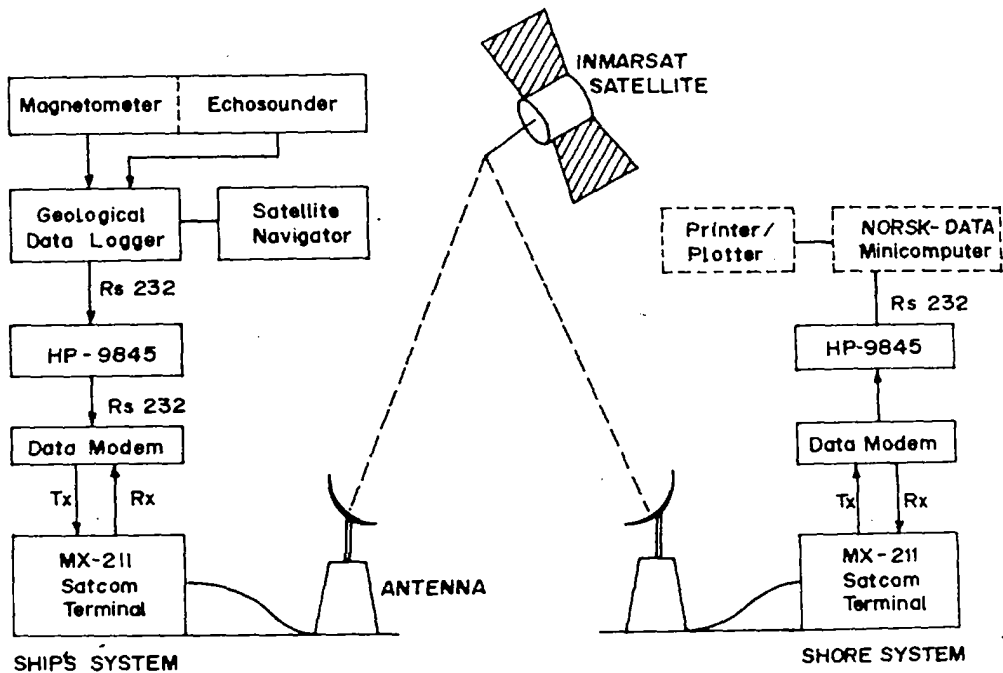 INMARSAT
SATELLITE
Magnetometer
Echosounder
Geological
Data Logger
Satellite
Navigator
Rs 232
HP-9845
Rs 232
Data Modem
Tx
Rx
MX-211
Satcom
Terminal
ANTENNA
SHIP'S SYSTEM
Printer/
Plotter
NORSK-DATA
Minicomputer
Rs 232
HP-9845
Data Modem
Tx
Rx
MX-211
Satcom
Terminal
SHORE SYSTEM